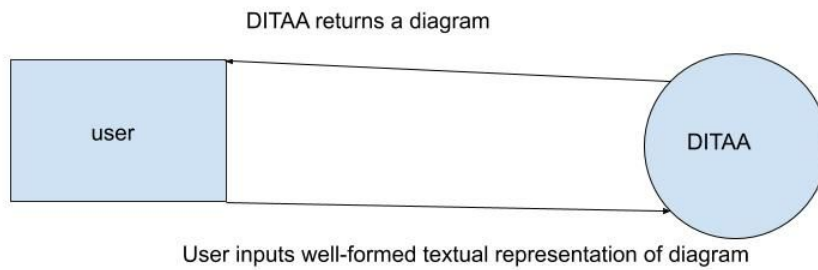 DITAA returns a diagram
user
DITAA
User inputs well-formed textual representation of diagram